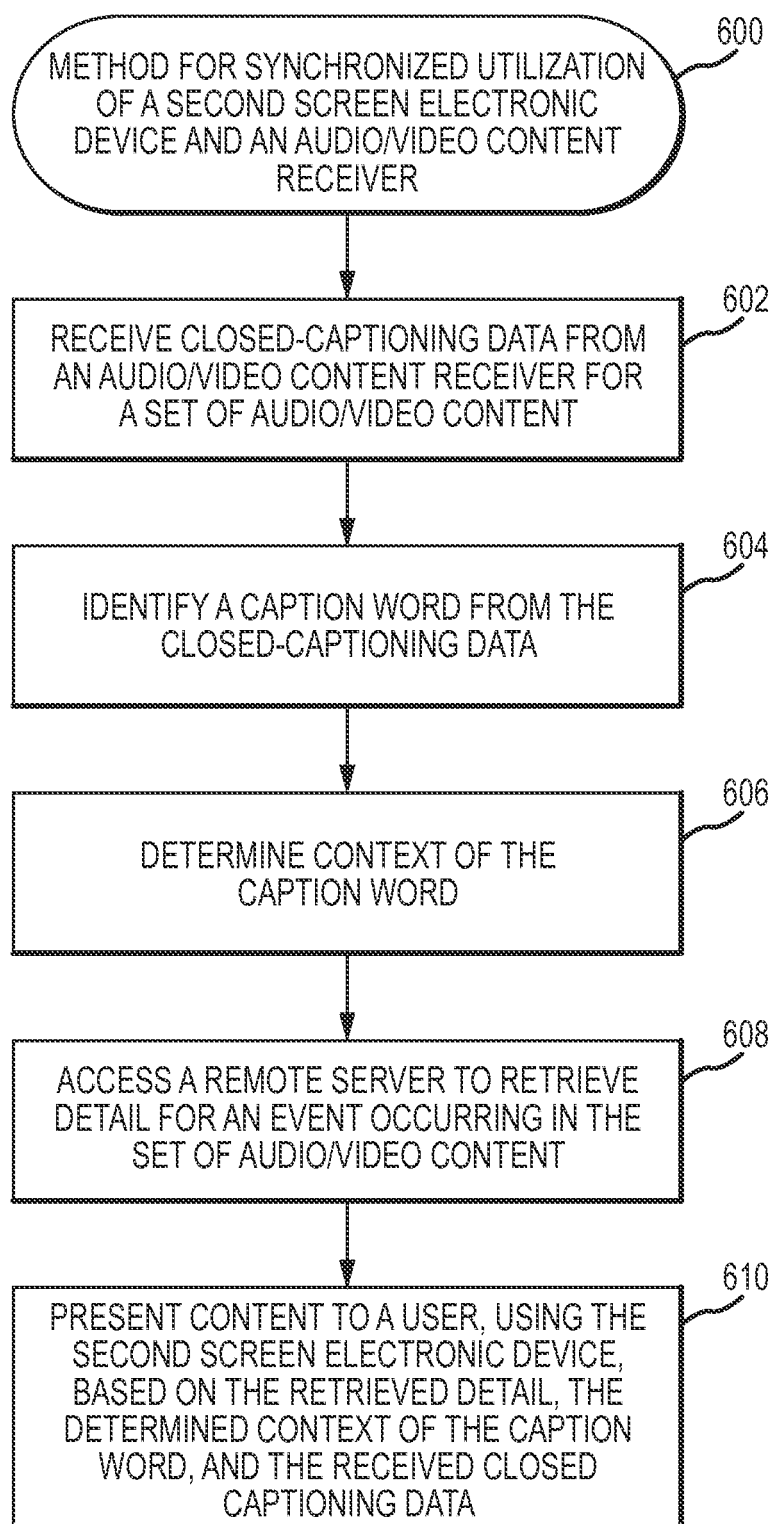 600
METHOD FOR SYNCHRONIZED UTILIZATION
OF A SECOND SCREEN ELECTRONIC
DEVICE AND AN AUDIO/VIDEO CONTENT
RECEIVER
602
RECEIVE CLOSED-CAPTIONING DATA FROM
AN AUDIO/VIDEO CONTENT RECEIVER FOR
A SET OF AUDIO/VIDEO CONTENT
604
IDENTIFY A CAPTION WORD FROM THE
CLOSED-CAPTIONING DATA
606
DETERMINE CONTEXT OF THE
CAPTION WORD
608
ACCESS A REMOTE SERVER TO RETRIEVE
DETAIL FOR AN EVENT OCCURRING IN THE
SET OF AUDIO/VIDEO CONTENT
610
PRESENT CONTENT TO A USER, USING THE
SECOND SCREEN ELECTRONIC DEVICE,
BASED ON THE RETRIEVED DETAIL, THE
DETERMINED CONTEXT OF THE CAPTION
WORD, AND THE RECEIVED CLOSED
CAPTIONING DATA